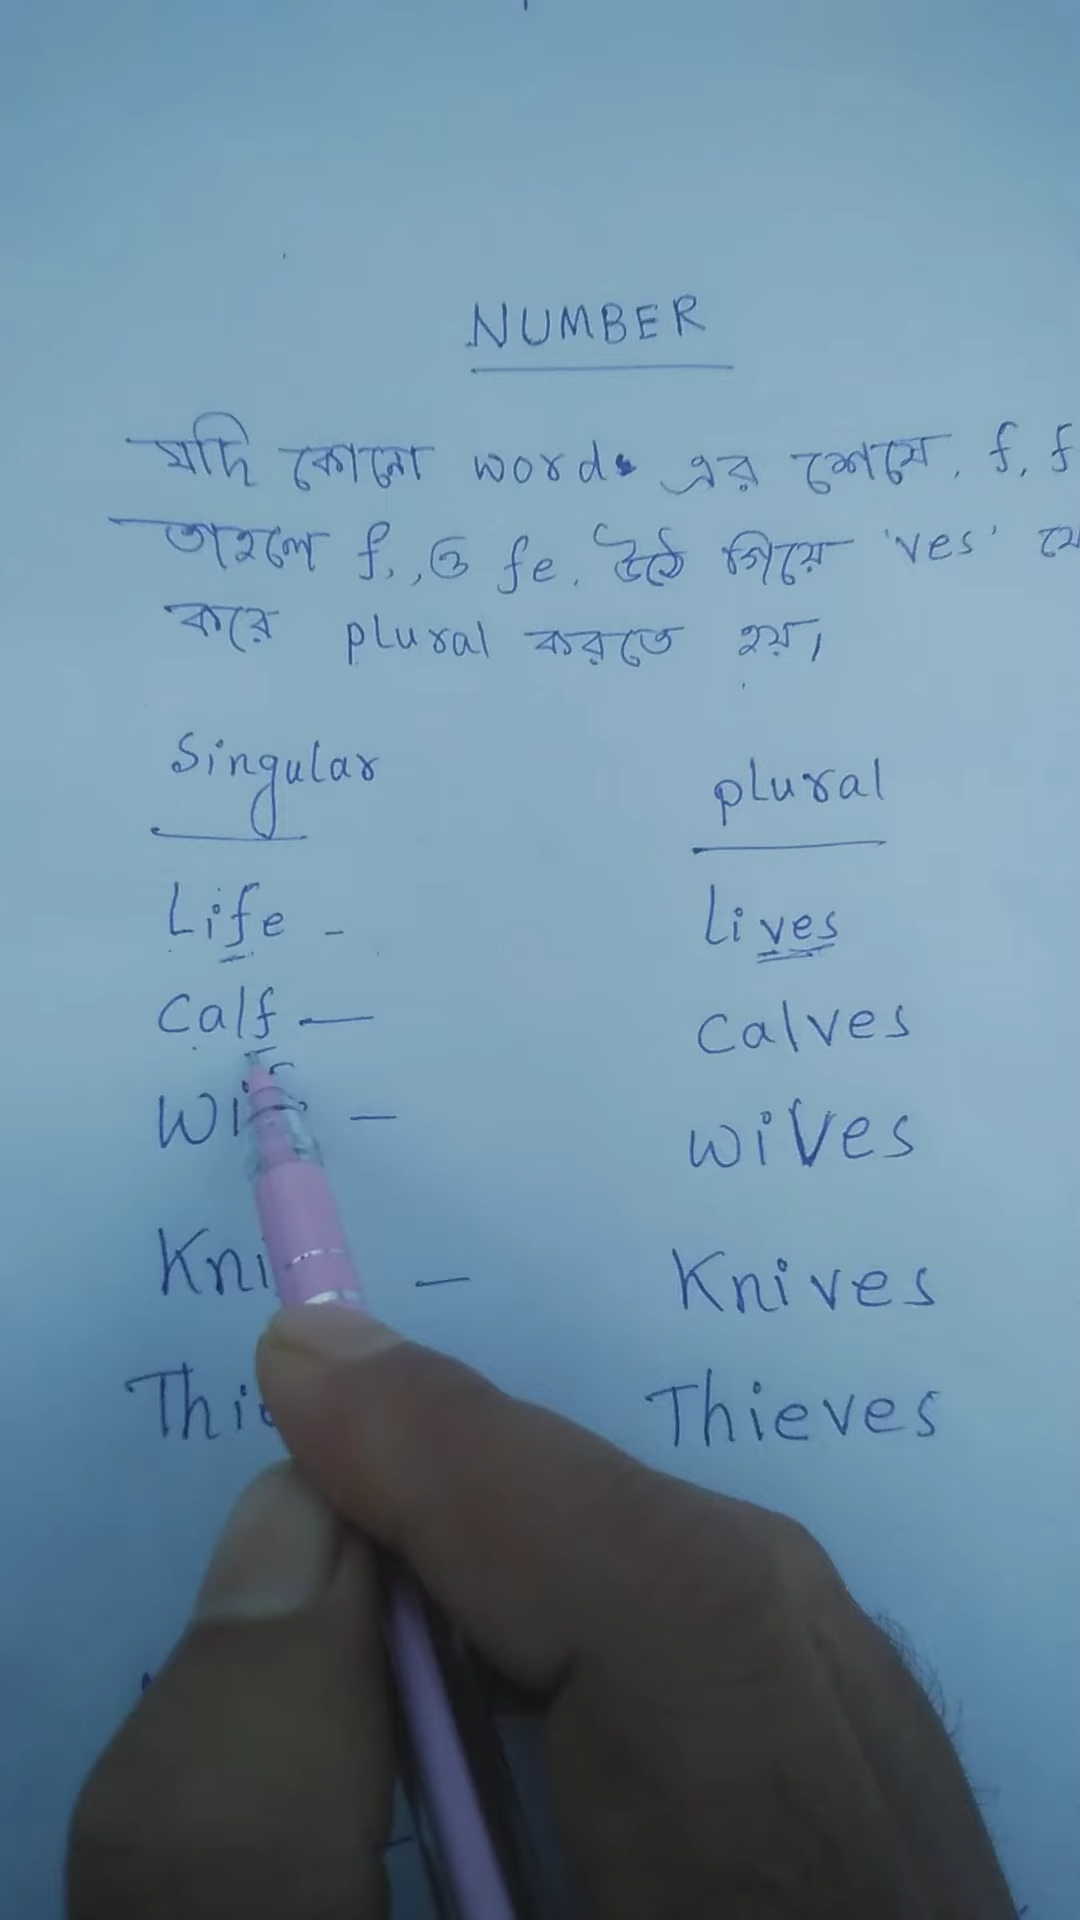 NUMBER
যদি কোনো word এর শেষে, f, f
তাহলে f, ও fe, উঠে গিয়ে 'ves'
করে plural করতে হয়।
Singular plural
Life - Lives
Calf — Calves
— wives
— Knives
Thieves